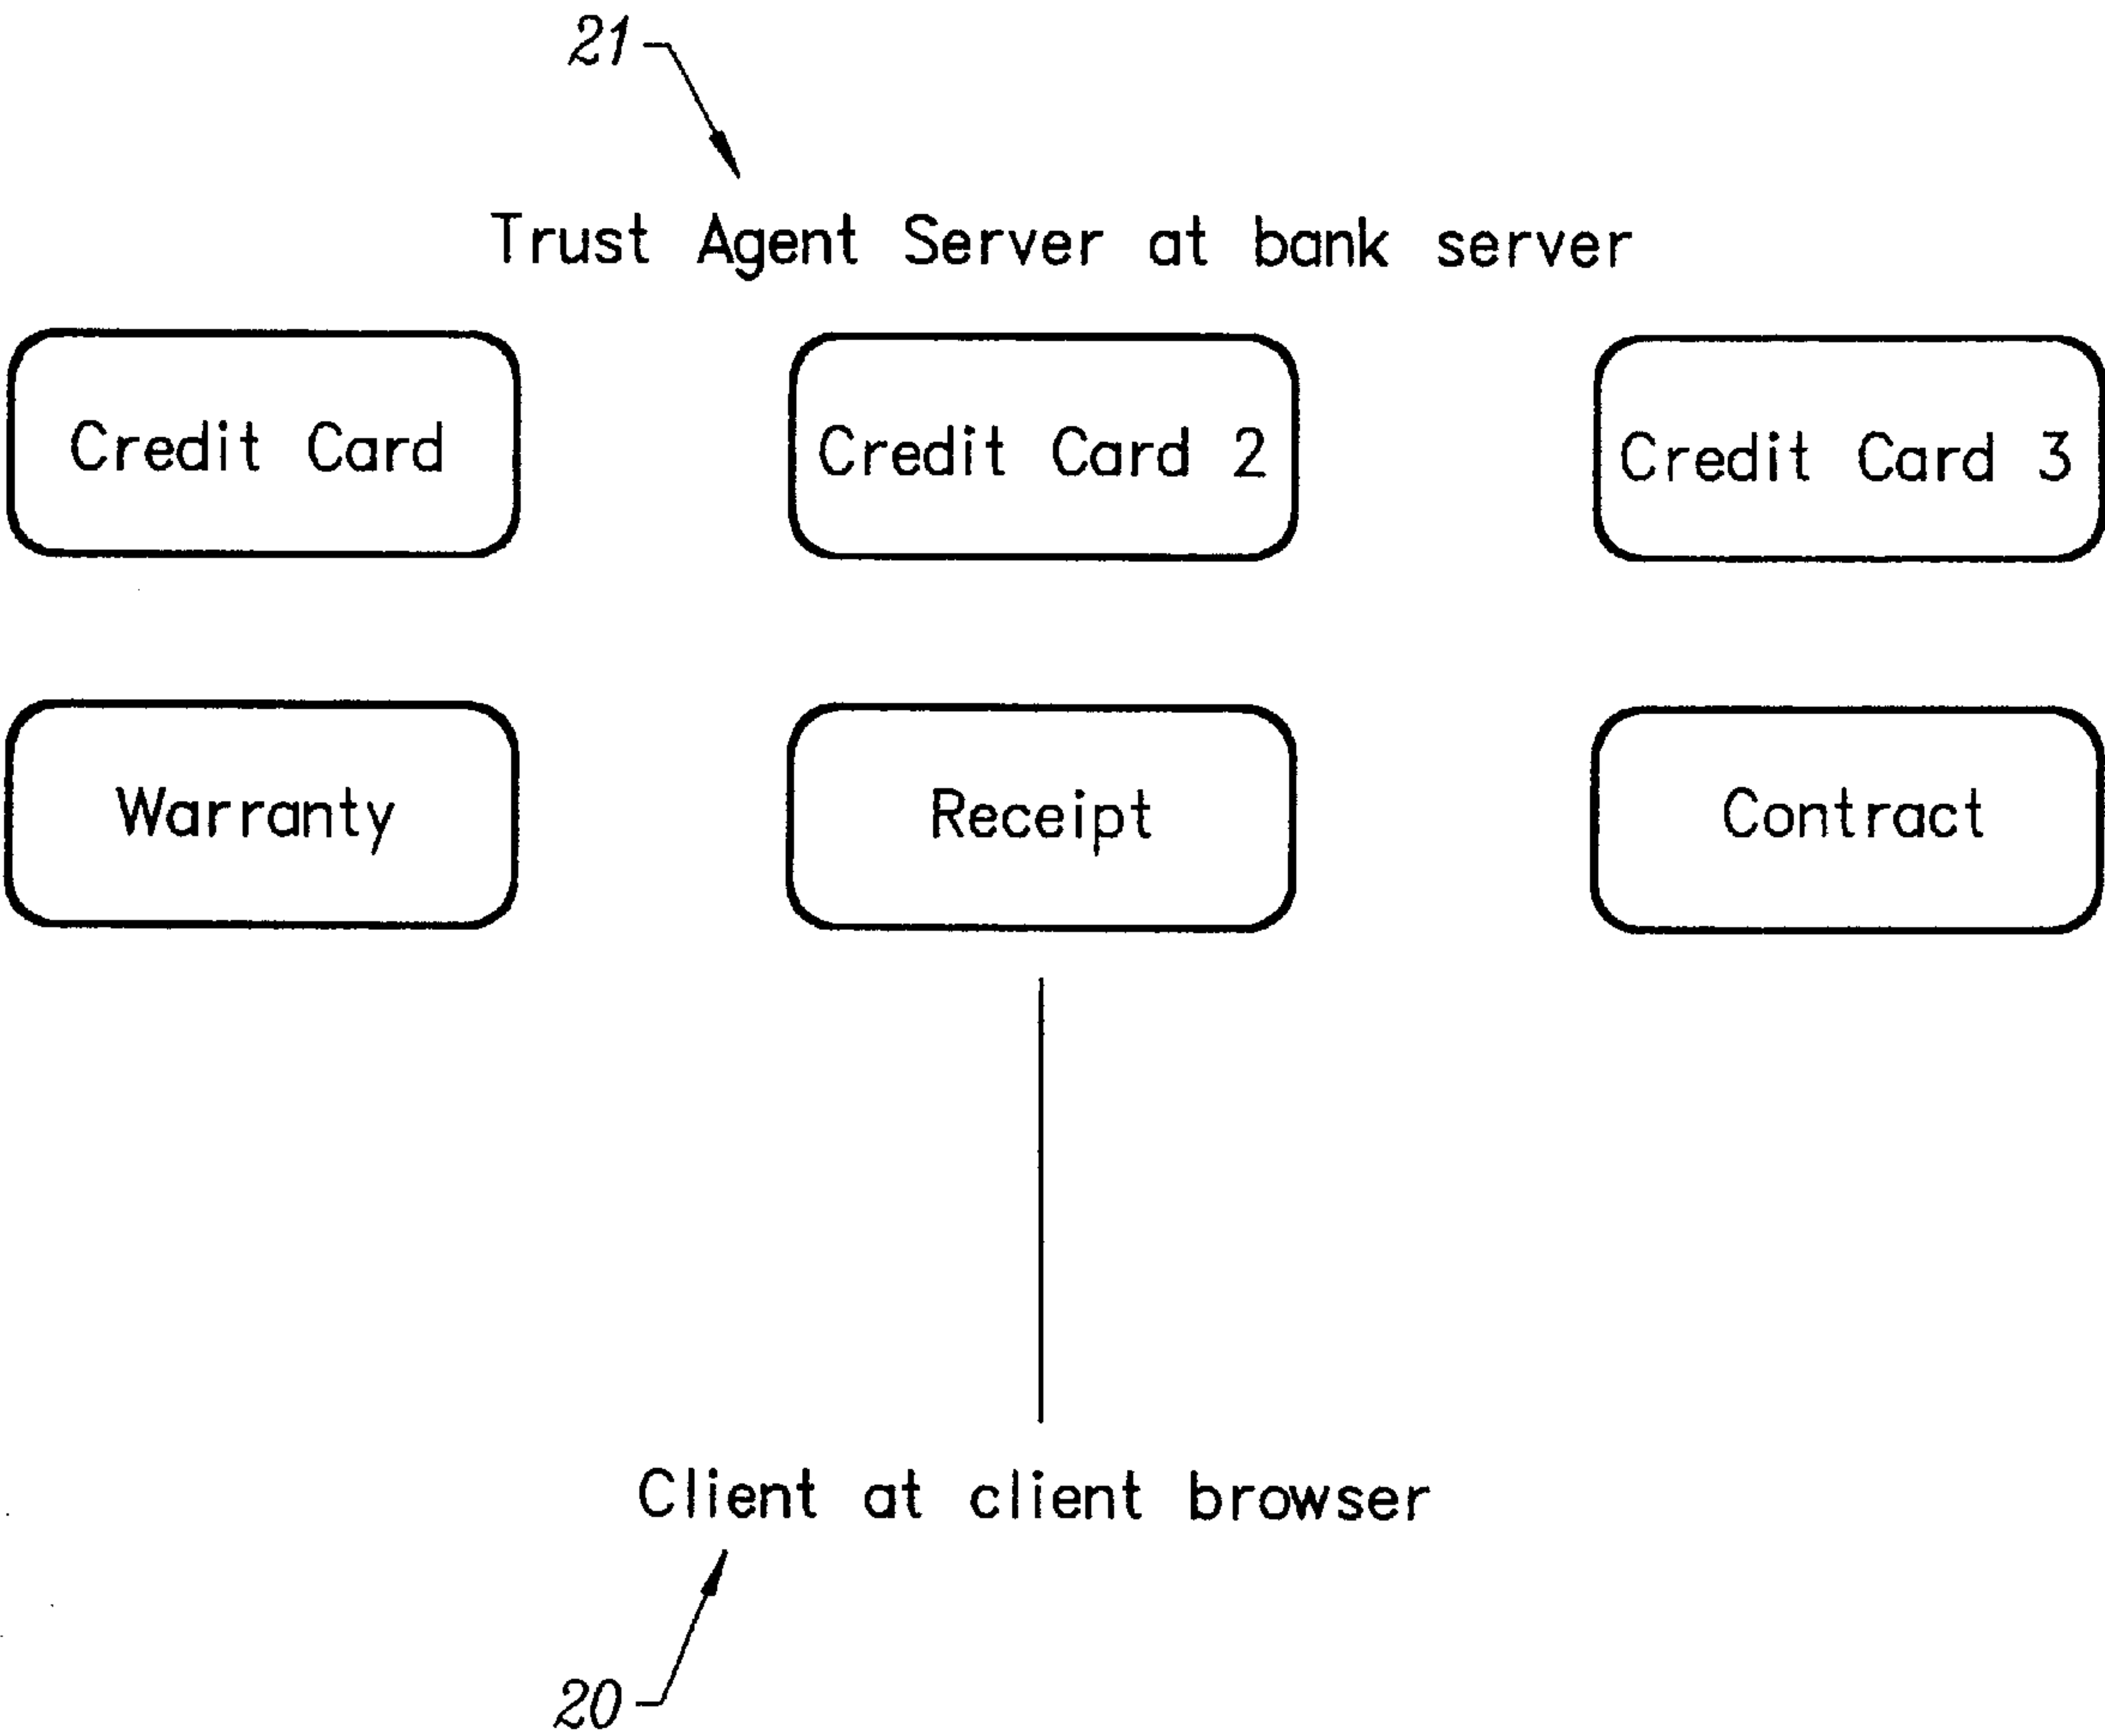 21
Trust Agent Server at bank server
Credit Card
Credit Card 2
Credit Card 3
Warranty
Receipt
Contract
Client at client browser
20